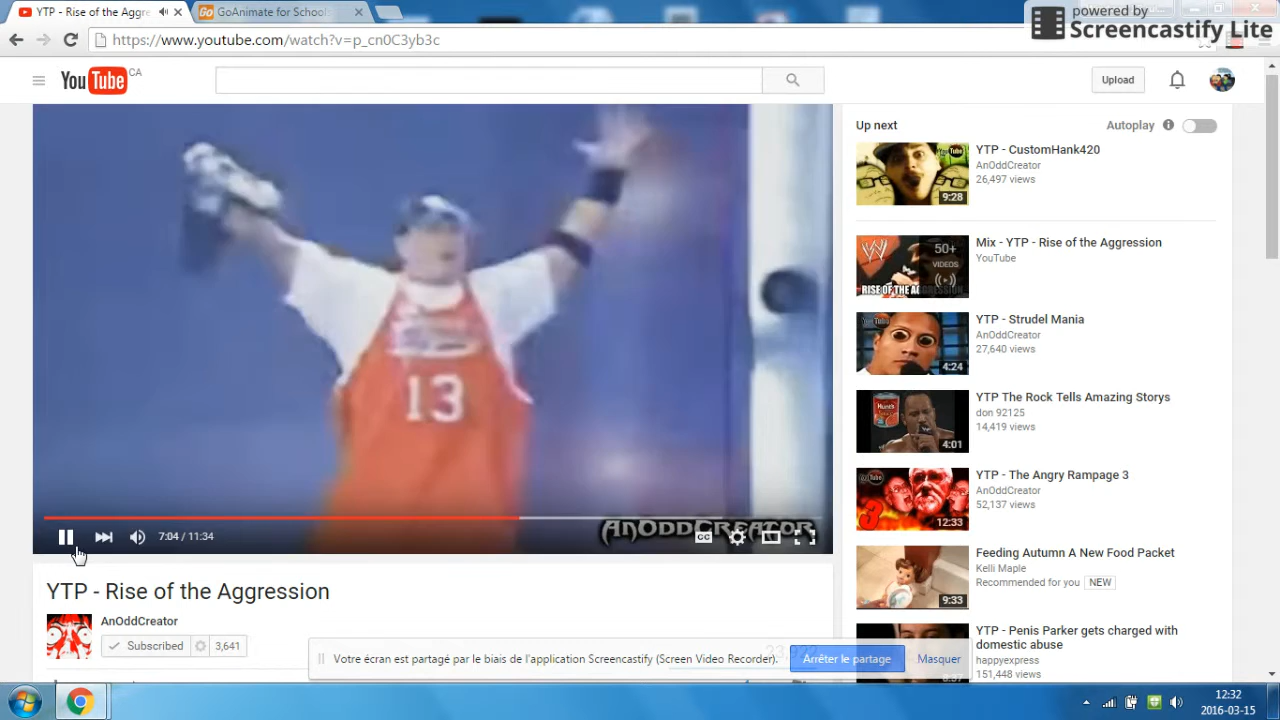 YTP - Rise of the Aggre
GoAnimate for School
powered by
Screencastify Lite
https://www.youtube.com/watch
p_cn0C3yc
YouTube CA
Upload
Up next
Autoplay
YTP - CustomHank420
AnOddCreator
26,497 views
9:28
Mix - YTP - Rise of the Aggression
YouTube
50+
VIDEOS
RISE OF THE AGGRESSION
YTP - Strudel Mania
AnOddCreator
27,640 views
4:24
YTP The Rock Tells Amazing Storys
don 92125
14,419 views
4:01
YTP - The Angry Rampage 3
AnOddCreator
52,137 views
3
12:33
Feeding Autumn A New Food Packet
Kelli Maple
Recommended for you NEW
9:33
YTP - Penis Parker gets charged with
domestic abuse
happyexpress
151,448 views
13
ANODDCREATOR
7:04 / 11:34
CC
YTP - Rise of the Aggression
AnOddCreator
Subscribed 3,641
Votre écran est partagé par le biais de l'application Screencastify (Screen Video Recorder).
Arrêter le partage
Masquer
12:32
2016-03-15